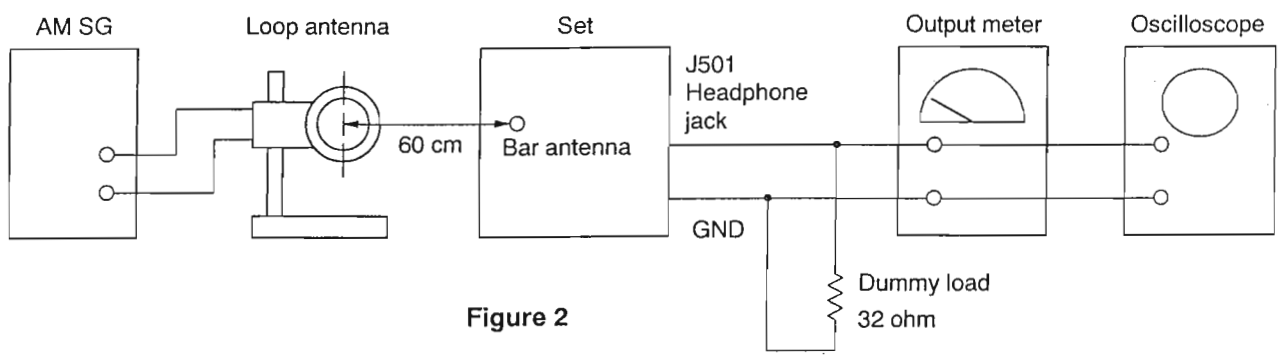 AM SG
Loop antenna
Set
Output meter
Oscilloscope
J501
Headphone
jack
60 cm
Bar antenna
GND
Dummy load
32 ohm
Figure 2